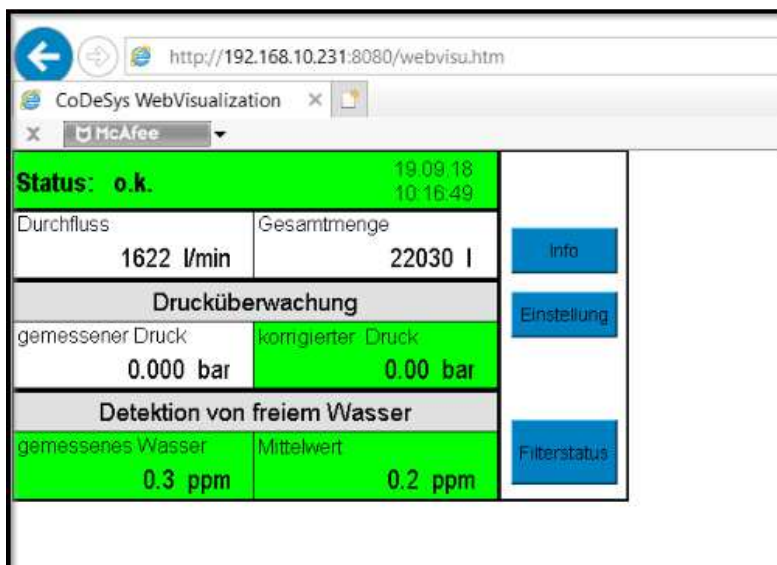 http://192.168.10.231:8080/webvisu.htm
CoDeSys WebVisualization
McAfee
Status: o.k.
19.09.18
10:16:49
Durchfluss
1622 l/min
Gesamtmenge
22030 l
Info
Drucküberwachung
Einstellung
gemessener Druck
0.000 bar
korrigierter Druck
0.00 bar
Detektion von freiem Wasser
gemessenes Wasser
0.3 ppm
Mittelwert
0.2 ppm
Filterstatus